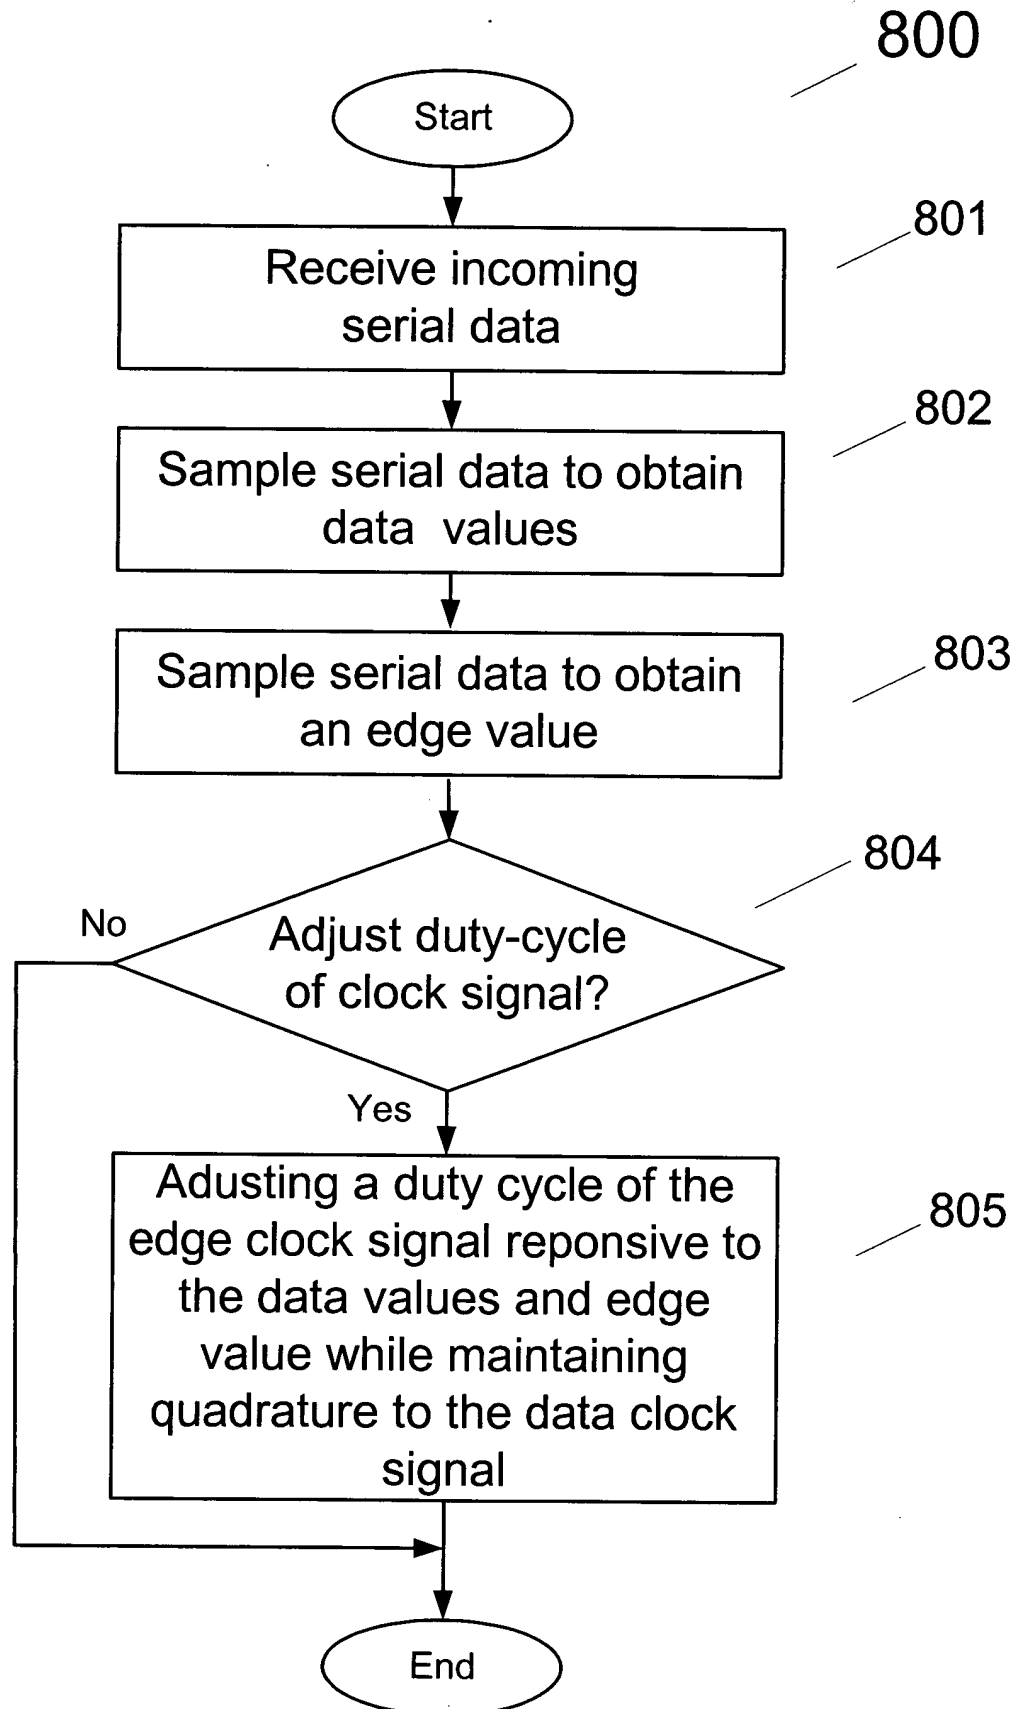 800
Start
801
Receive incoming
serial data
802
Sample serial data to obtain
data values
803
Sample serial data to obtain
an edge value
804
No
Adjust duty-cycle
of clock signal?
Yes
805
Adusting a duty cycle of the
edge clock signal reponsive to
the data values and edge
value while maintaining
quadrature to the data clock
signal
End